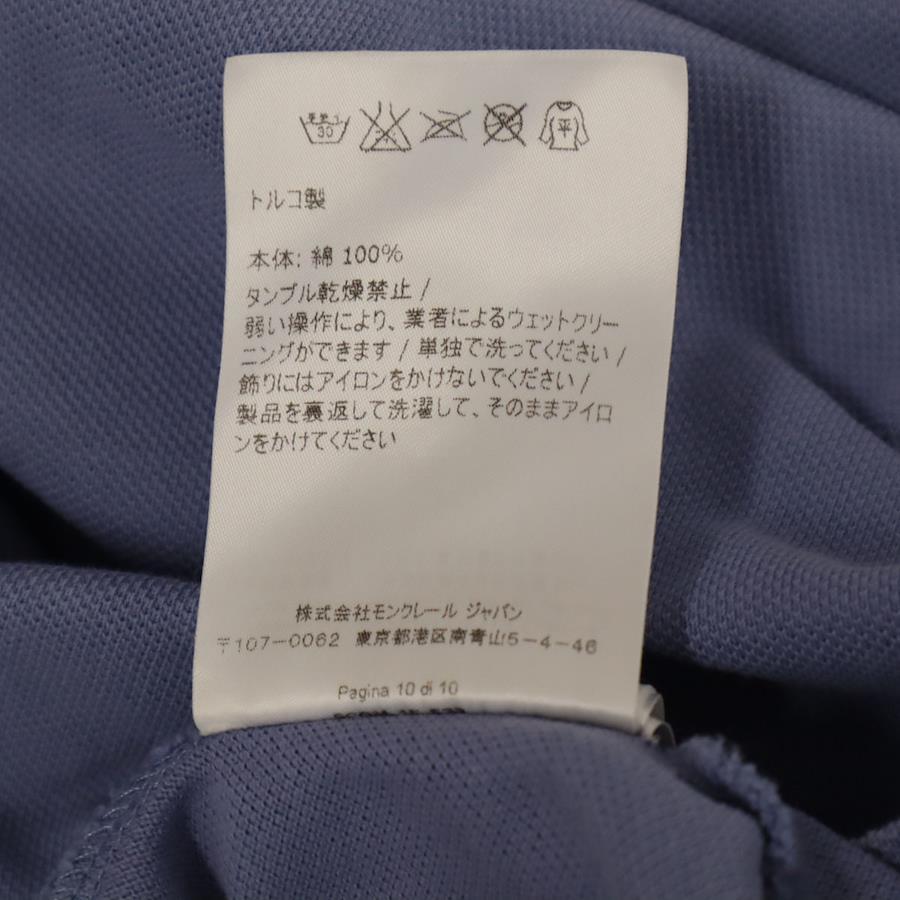 30
平
トルコ製
本体: 綿 100%
タンブル乾燥禁止 /
弱い操作により、業者によるウェットクリー
ニングができます / 単独で洗ってください /
飾りにはアイロンをかけないでください /
製品を裏返して洗濯して、そのままアイロ
ンをかけてください
株式会社モンクレール ジャパン
〒107-0062 東京都港区南青山5-4-46
Pagina 10 di 10